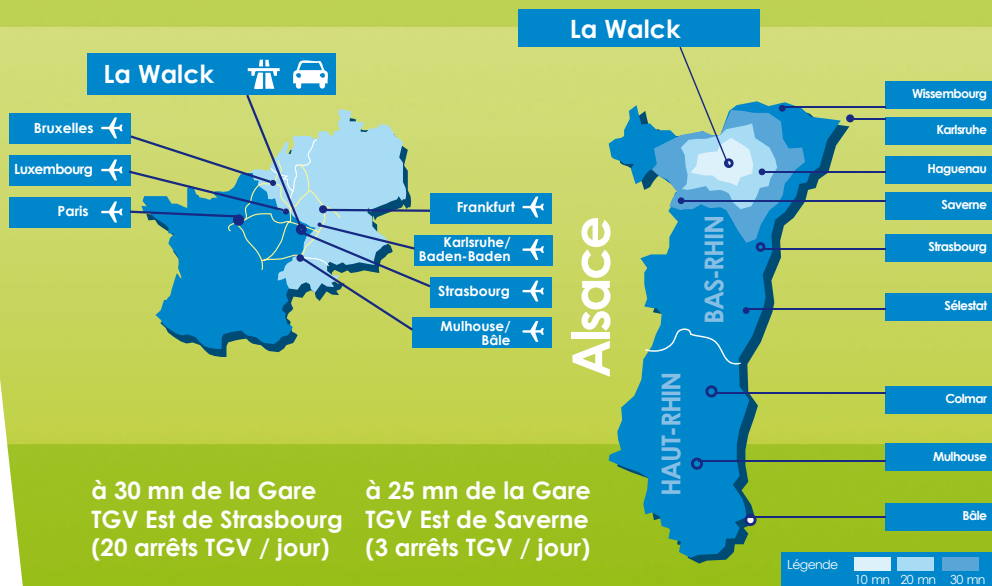 La Walck
Bruxelles
Luxembourg
Paris
Frankfurt
Karlsruhe/
Baden-Baden
Strasbourg
Mulhouse/
Bâle
La Walck
Alsace
BAS-RHIN
HAUT-RHIN
Wissembourg
Karlsruhe
Haguenau
Saverne
Strasbourg
Sélestat
Colmar
Mulhouse
Bâle
à 30 mn de la Gare
TGV Est de Strasbourg
(20 arrêts TGV / jour)
à 25 mn de la Gare
TGV Est de Saverne
(3 arrêts TGV / jour)
Légende
10 mn 20 mn 30 mn